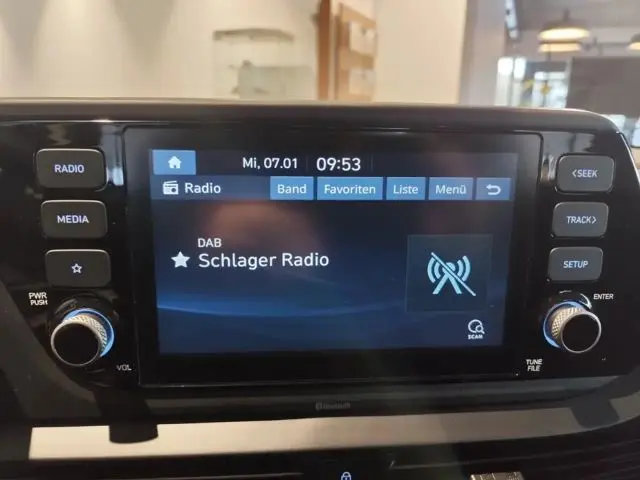 Mi, 07.01 09:53
RADIO
Radio Band Favoriten Liste Menü
<SEEK
MEDIA
TRACK>
DAB
Schlager Radio
SETUP
PWR
PUSH
VOL
SCAN
ENTER
TUNE
FILE
Bluetooth